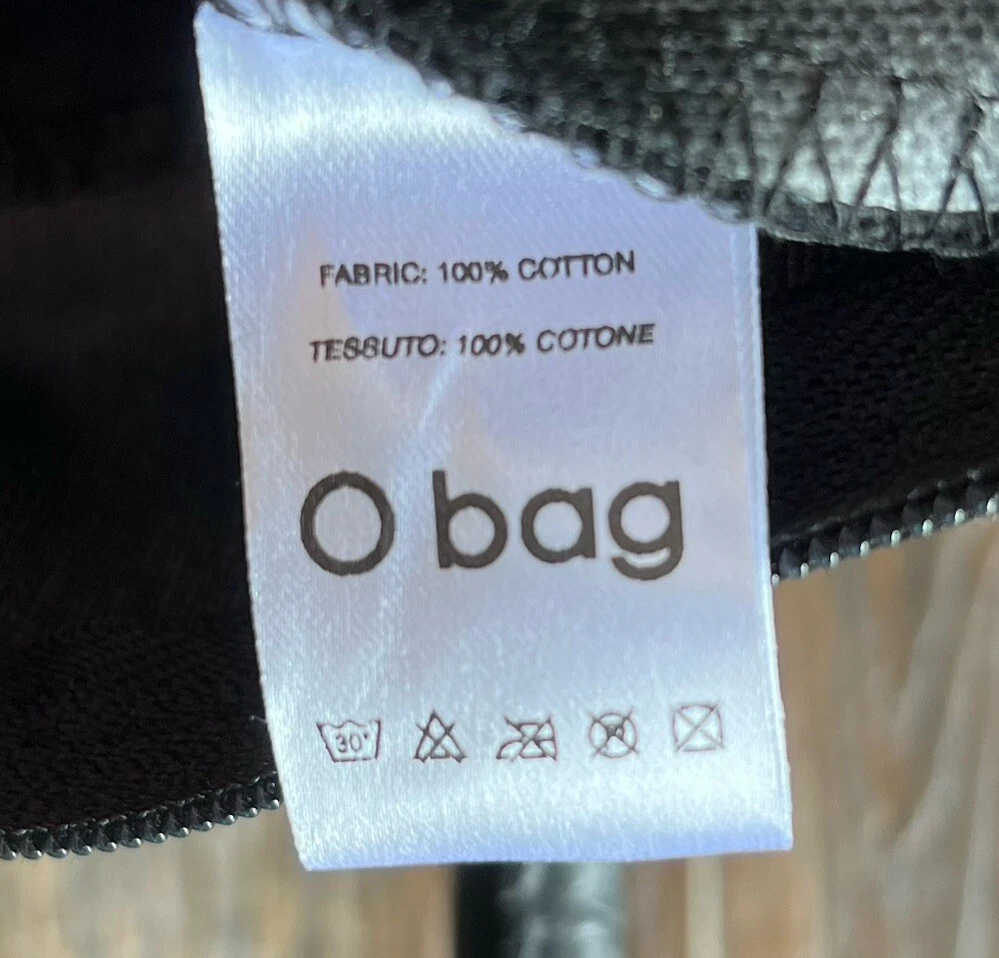 FABRIC: 100% COTTON
TESSUTO: 100% COTONE
O bag
30°